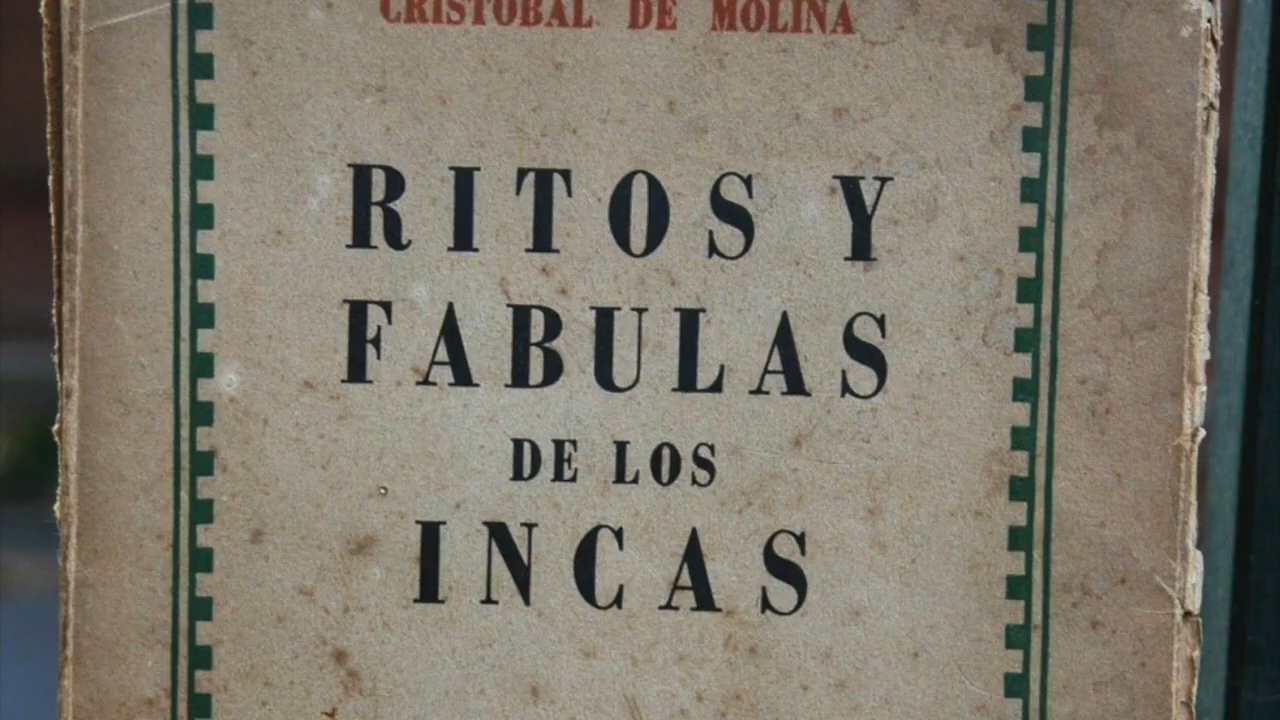 CRISTOBAL DE MOLINA
RITOS Y
FABULAS
DE LOS
INCAS